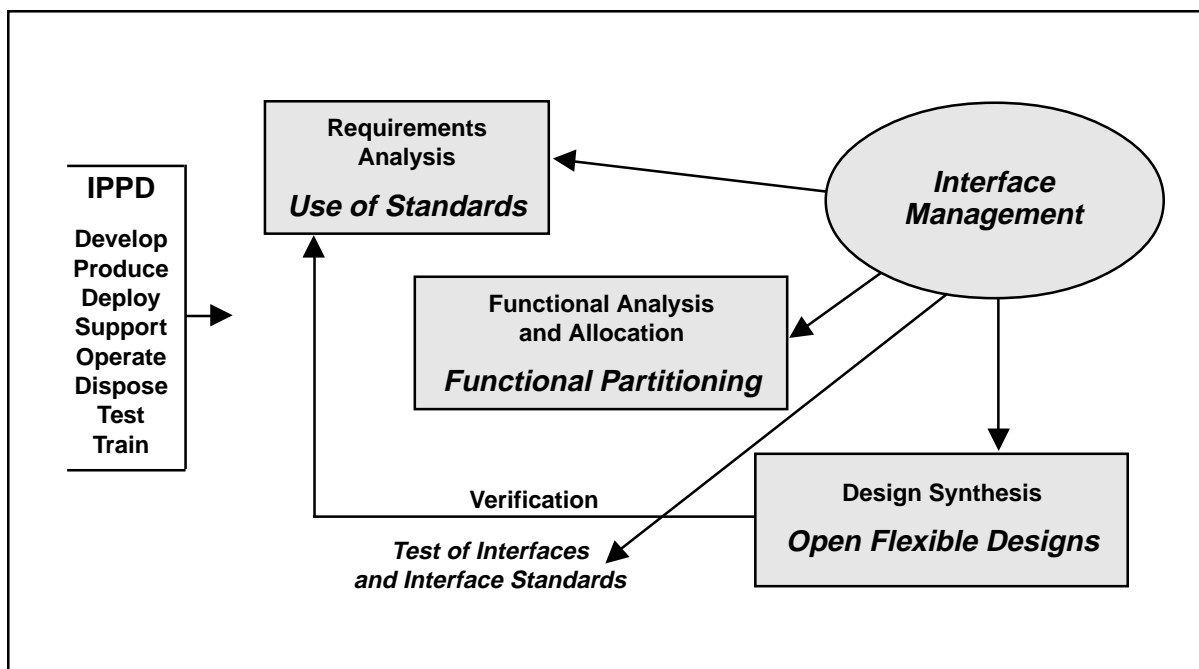 IPPD
Develop
Produce
Deploy
Support
Operate
Dispose
Test
Train
Requirements
Analysis
Use of Standards
Interface
Management
Functional Analysis
and Allocation
Functional Partitioning
Design Synthesis
Open Flexible Designs
Verification
Test of Interfaces
and Interface Standards